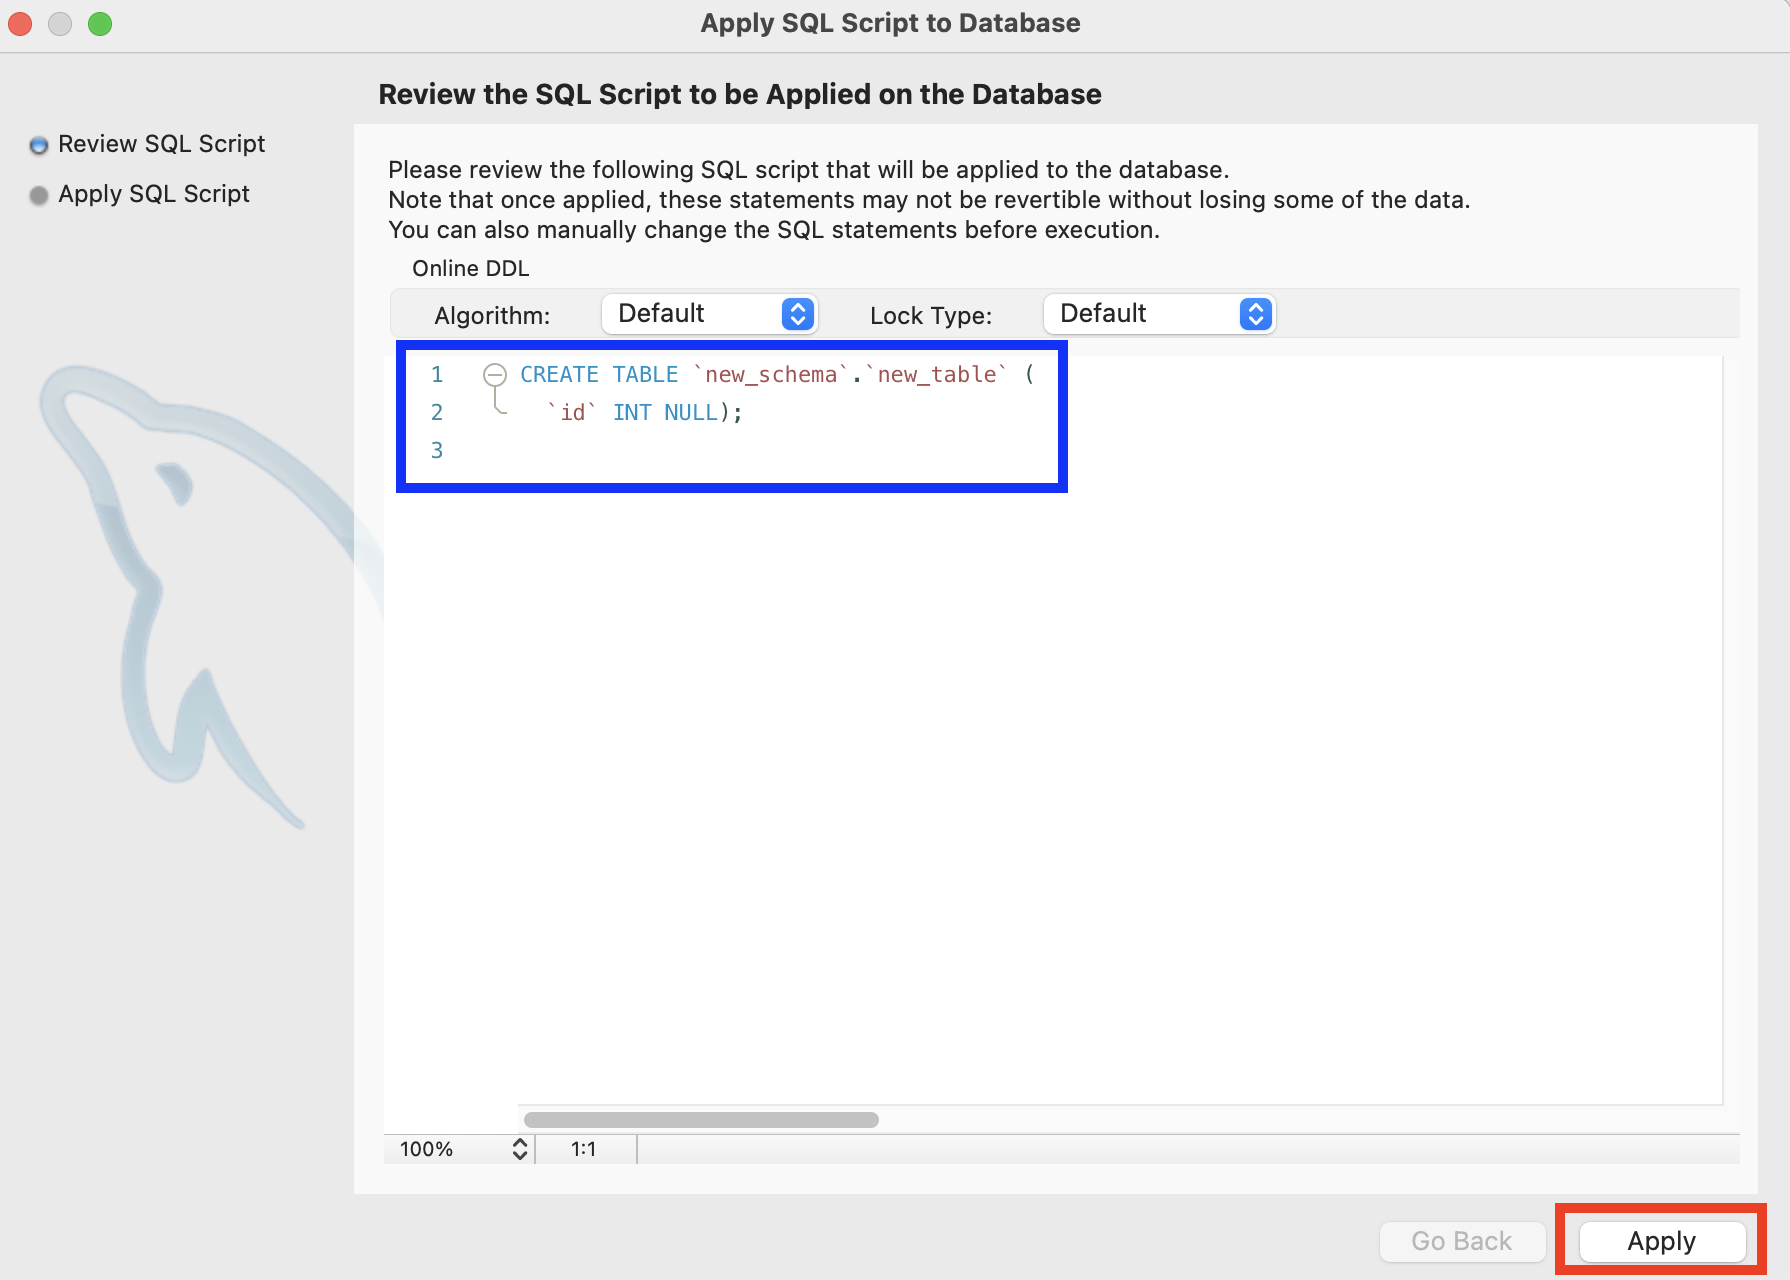 Apply SQL Script to Database
Review the SQL Script to be Applied on the Database
Review SQL Script
Apply SQL Script
Please review the following SQL script that will be applied to the database.
Note that once applied, these statements may not be revertible without losing some of the data.
You can also manually change the SQL statements before execution.
Online DDL
Algorithm: Default Lock Type: Default
1 CREATE TABLE `new_schema`.`new_table` (
2 `id` INT NULL);
3
100% 1:1
Go Back Apply